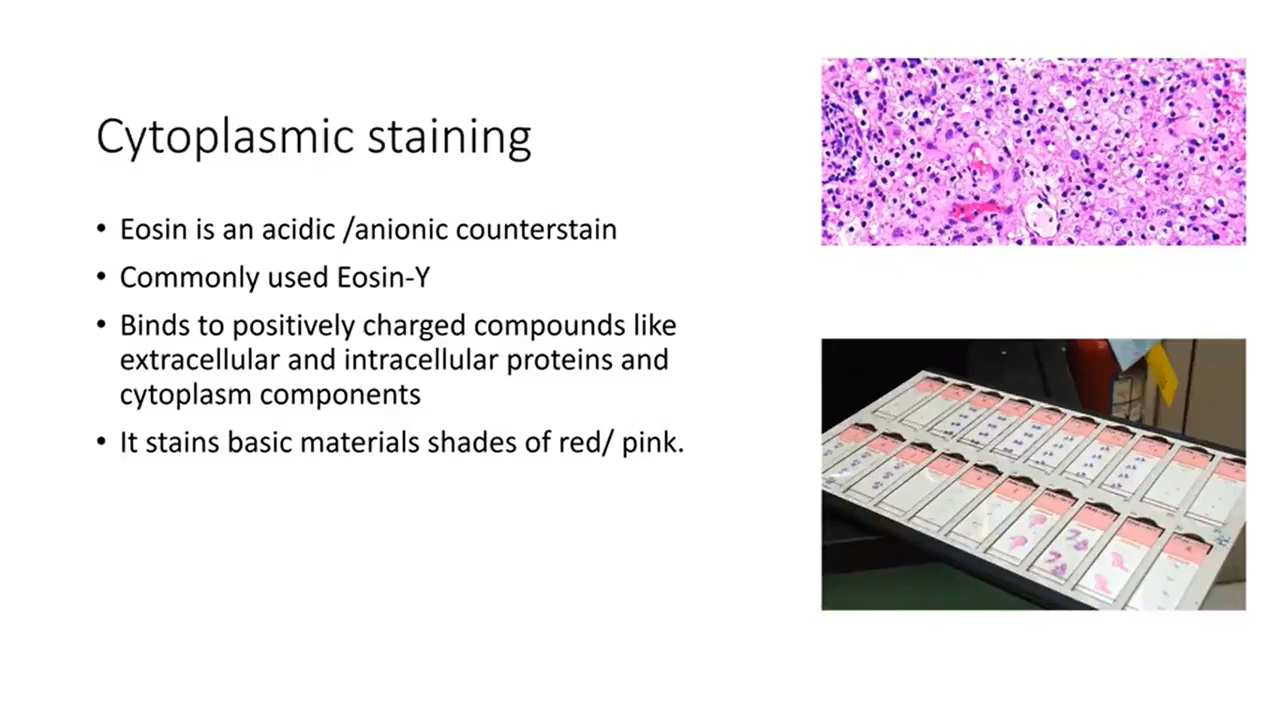 Cytoplasmic staining
• Eosin is an acidic /anionic counterstain
• Commonly used Eosin-Y
• Binds to positively charged compounds like
extracellular and intracellular proteins and
cytoplasm components
• It stains basic materials shades of red/ pink.